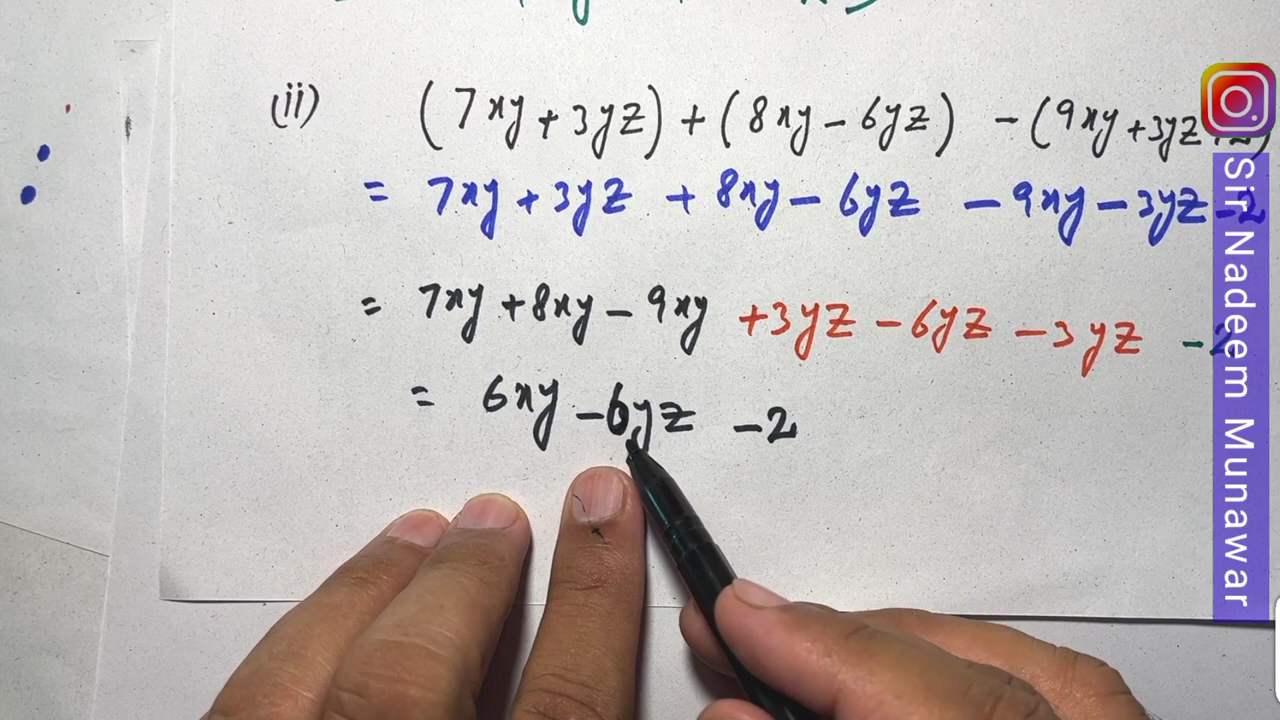 (ii) (7xy + 3yz) + (8xy - 6yz) - (9xy + 3yz + 2)
= 7xy + 3yz + 8xy - 6yz - 9xy - 3yz - 2
= 7xy + 8xy - 9xy + 3yz - 6yz - 3yz - 2
= 6xy - 6yz - 2
Sir Nadeem Munawar